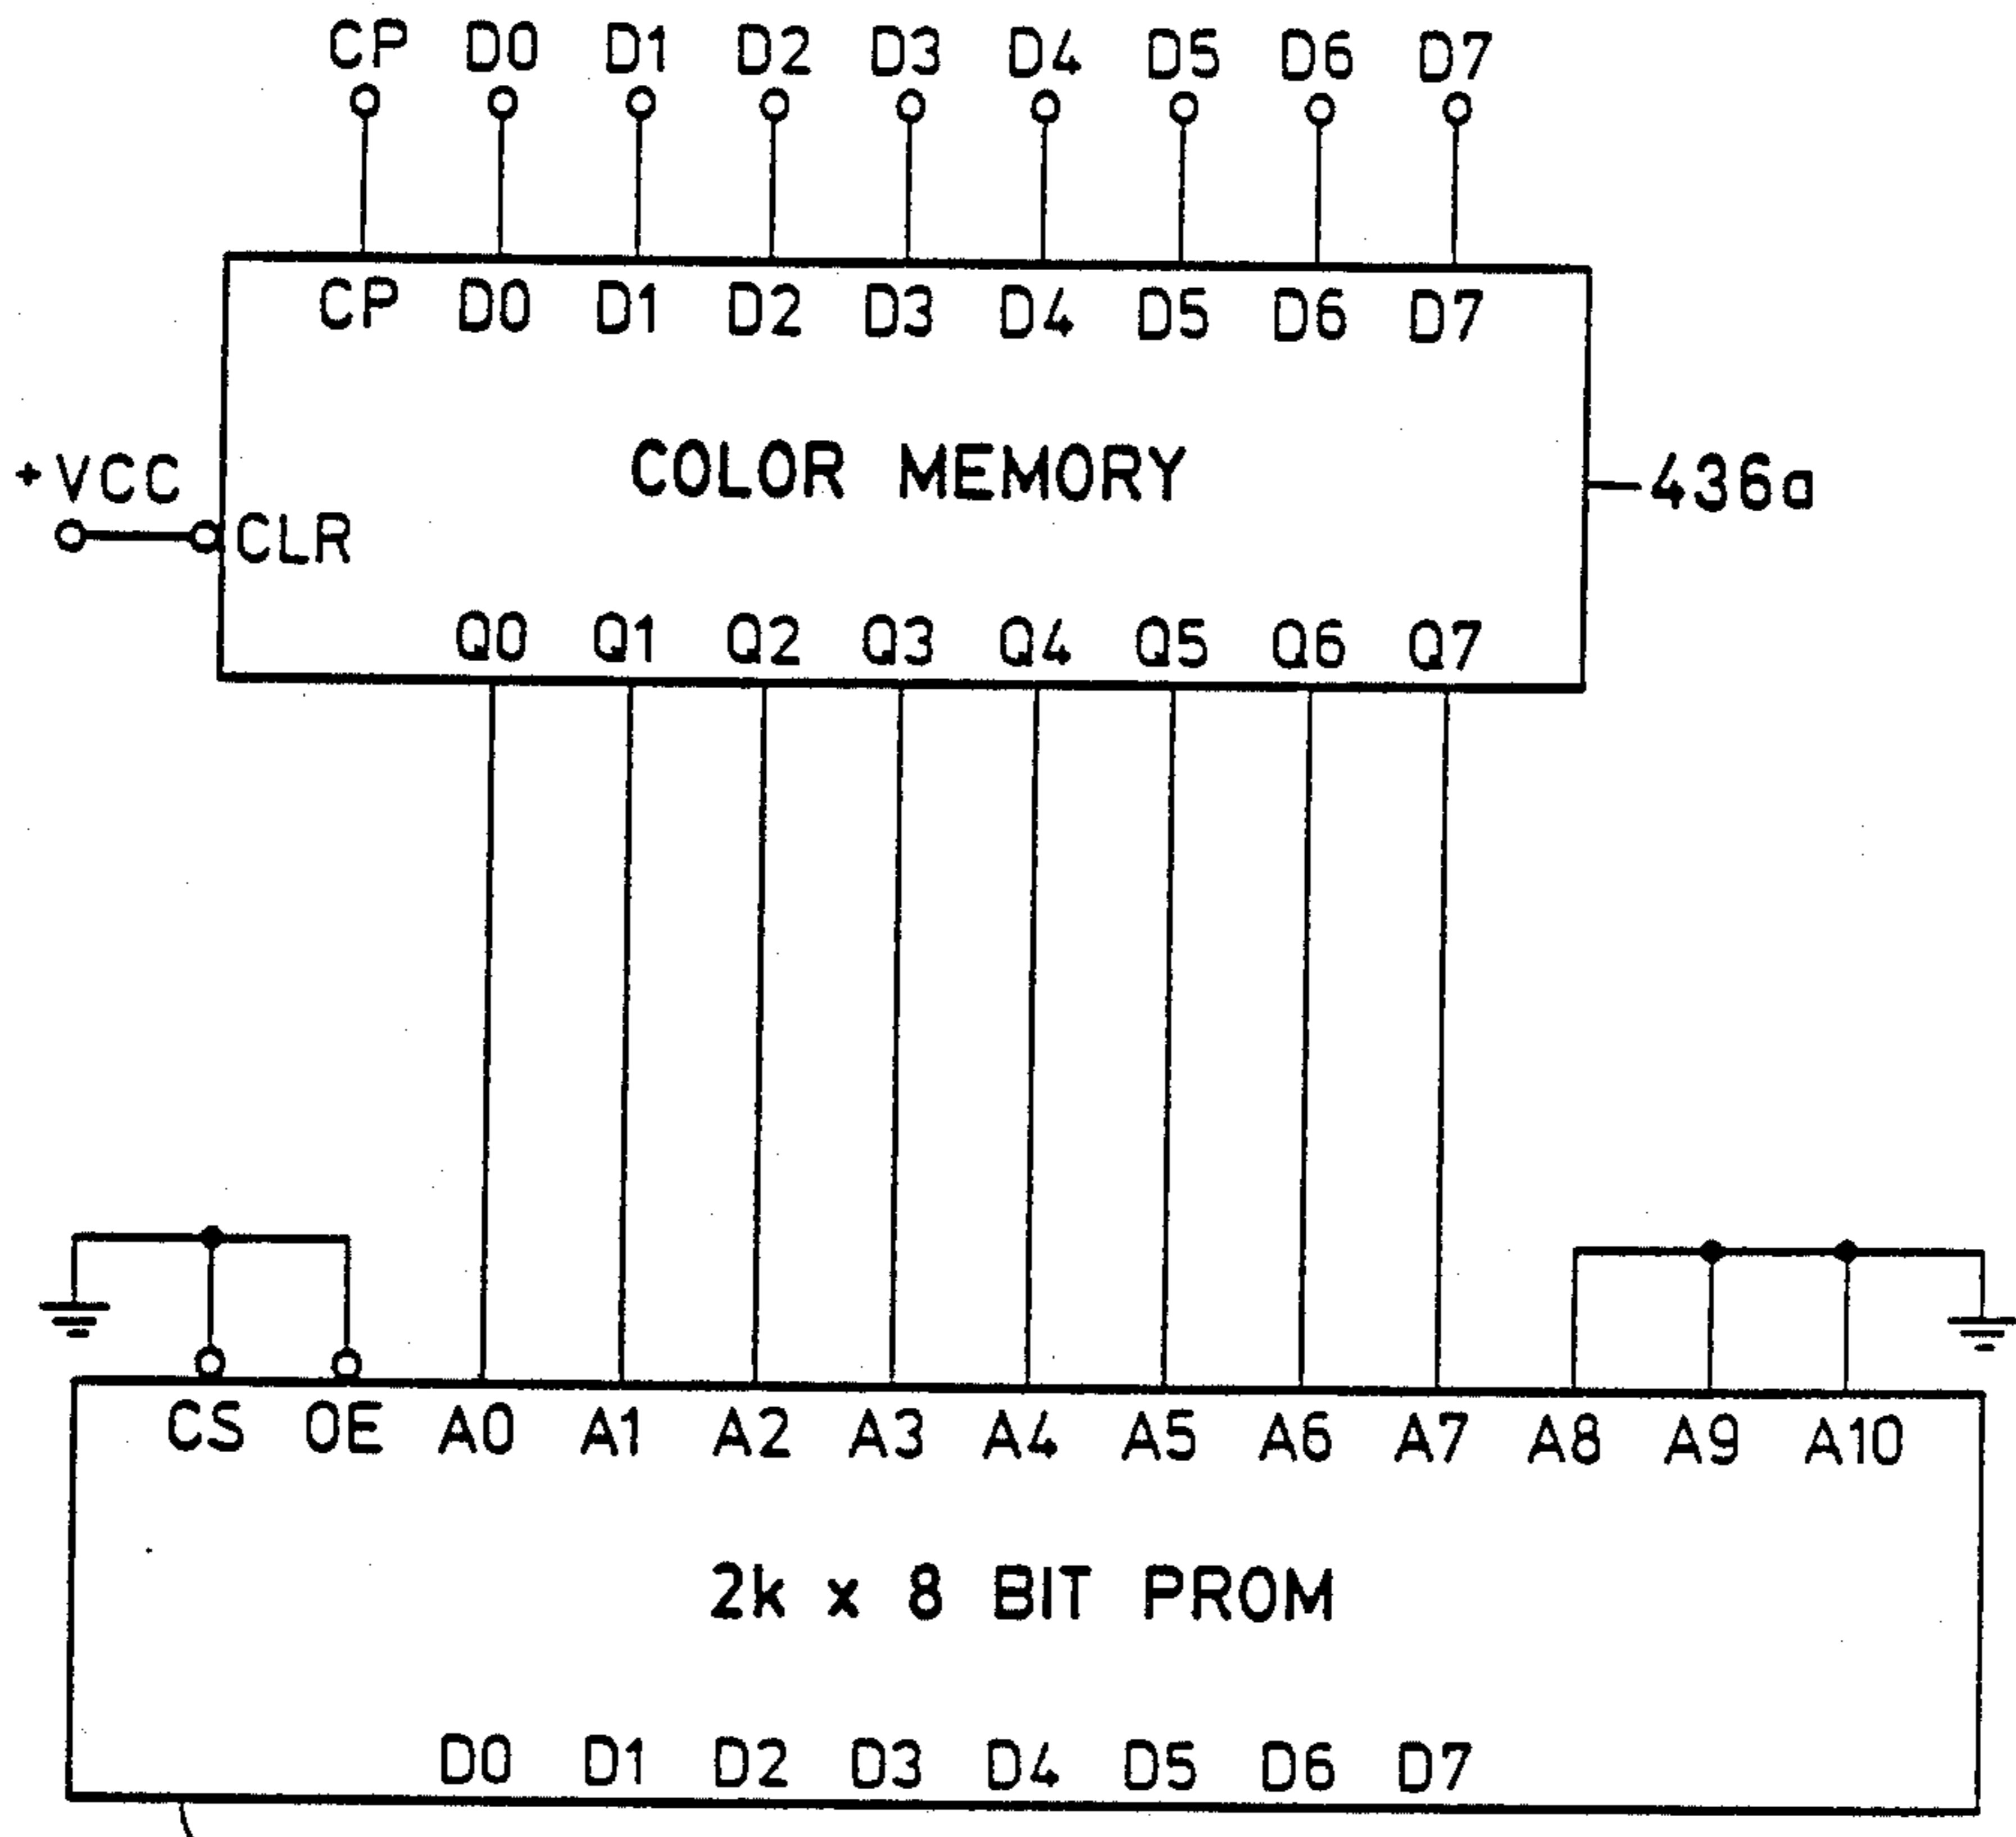 CP D0 D1 D2 D3 D4 D5 D6 D7
CP D0 D1 D2 D3 D4 D5 D6 D7
COLOR MEMORY
436a
+VCC
CLR
Q0 Q1 Q2 Q3 Q4 Q5 Q6 Q7
CS OE A0 A1 A2 A3 A4 A5 A6 A7 A8 A9 A10
2k x 8 BIT PROM
D0 D1 D2 D3 D4 D5 D6 D7